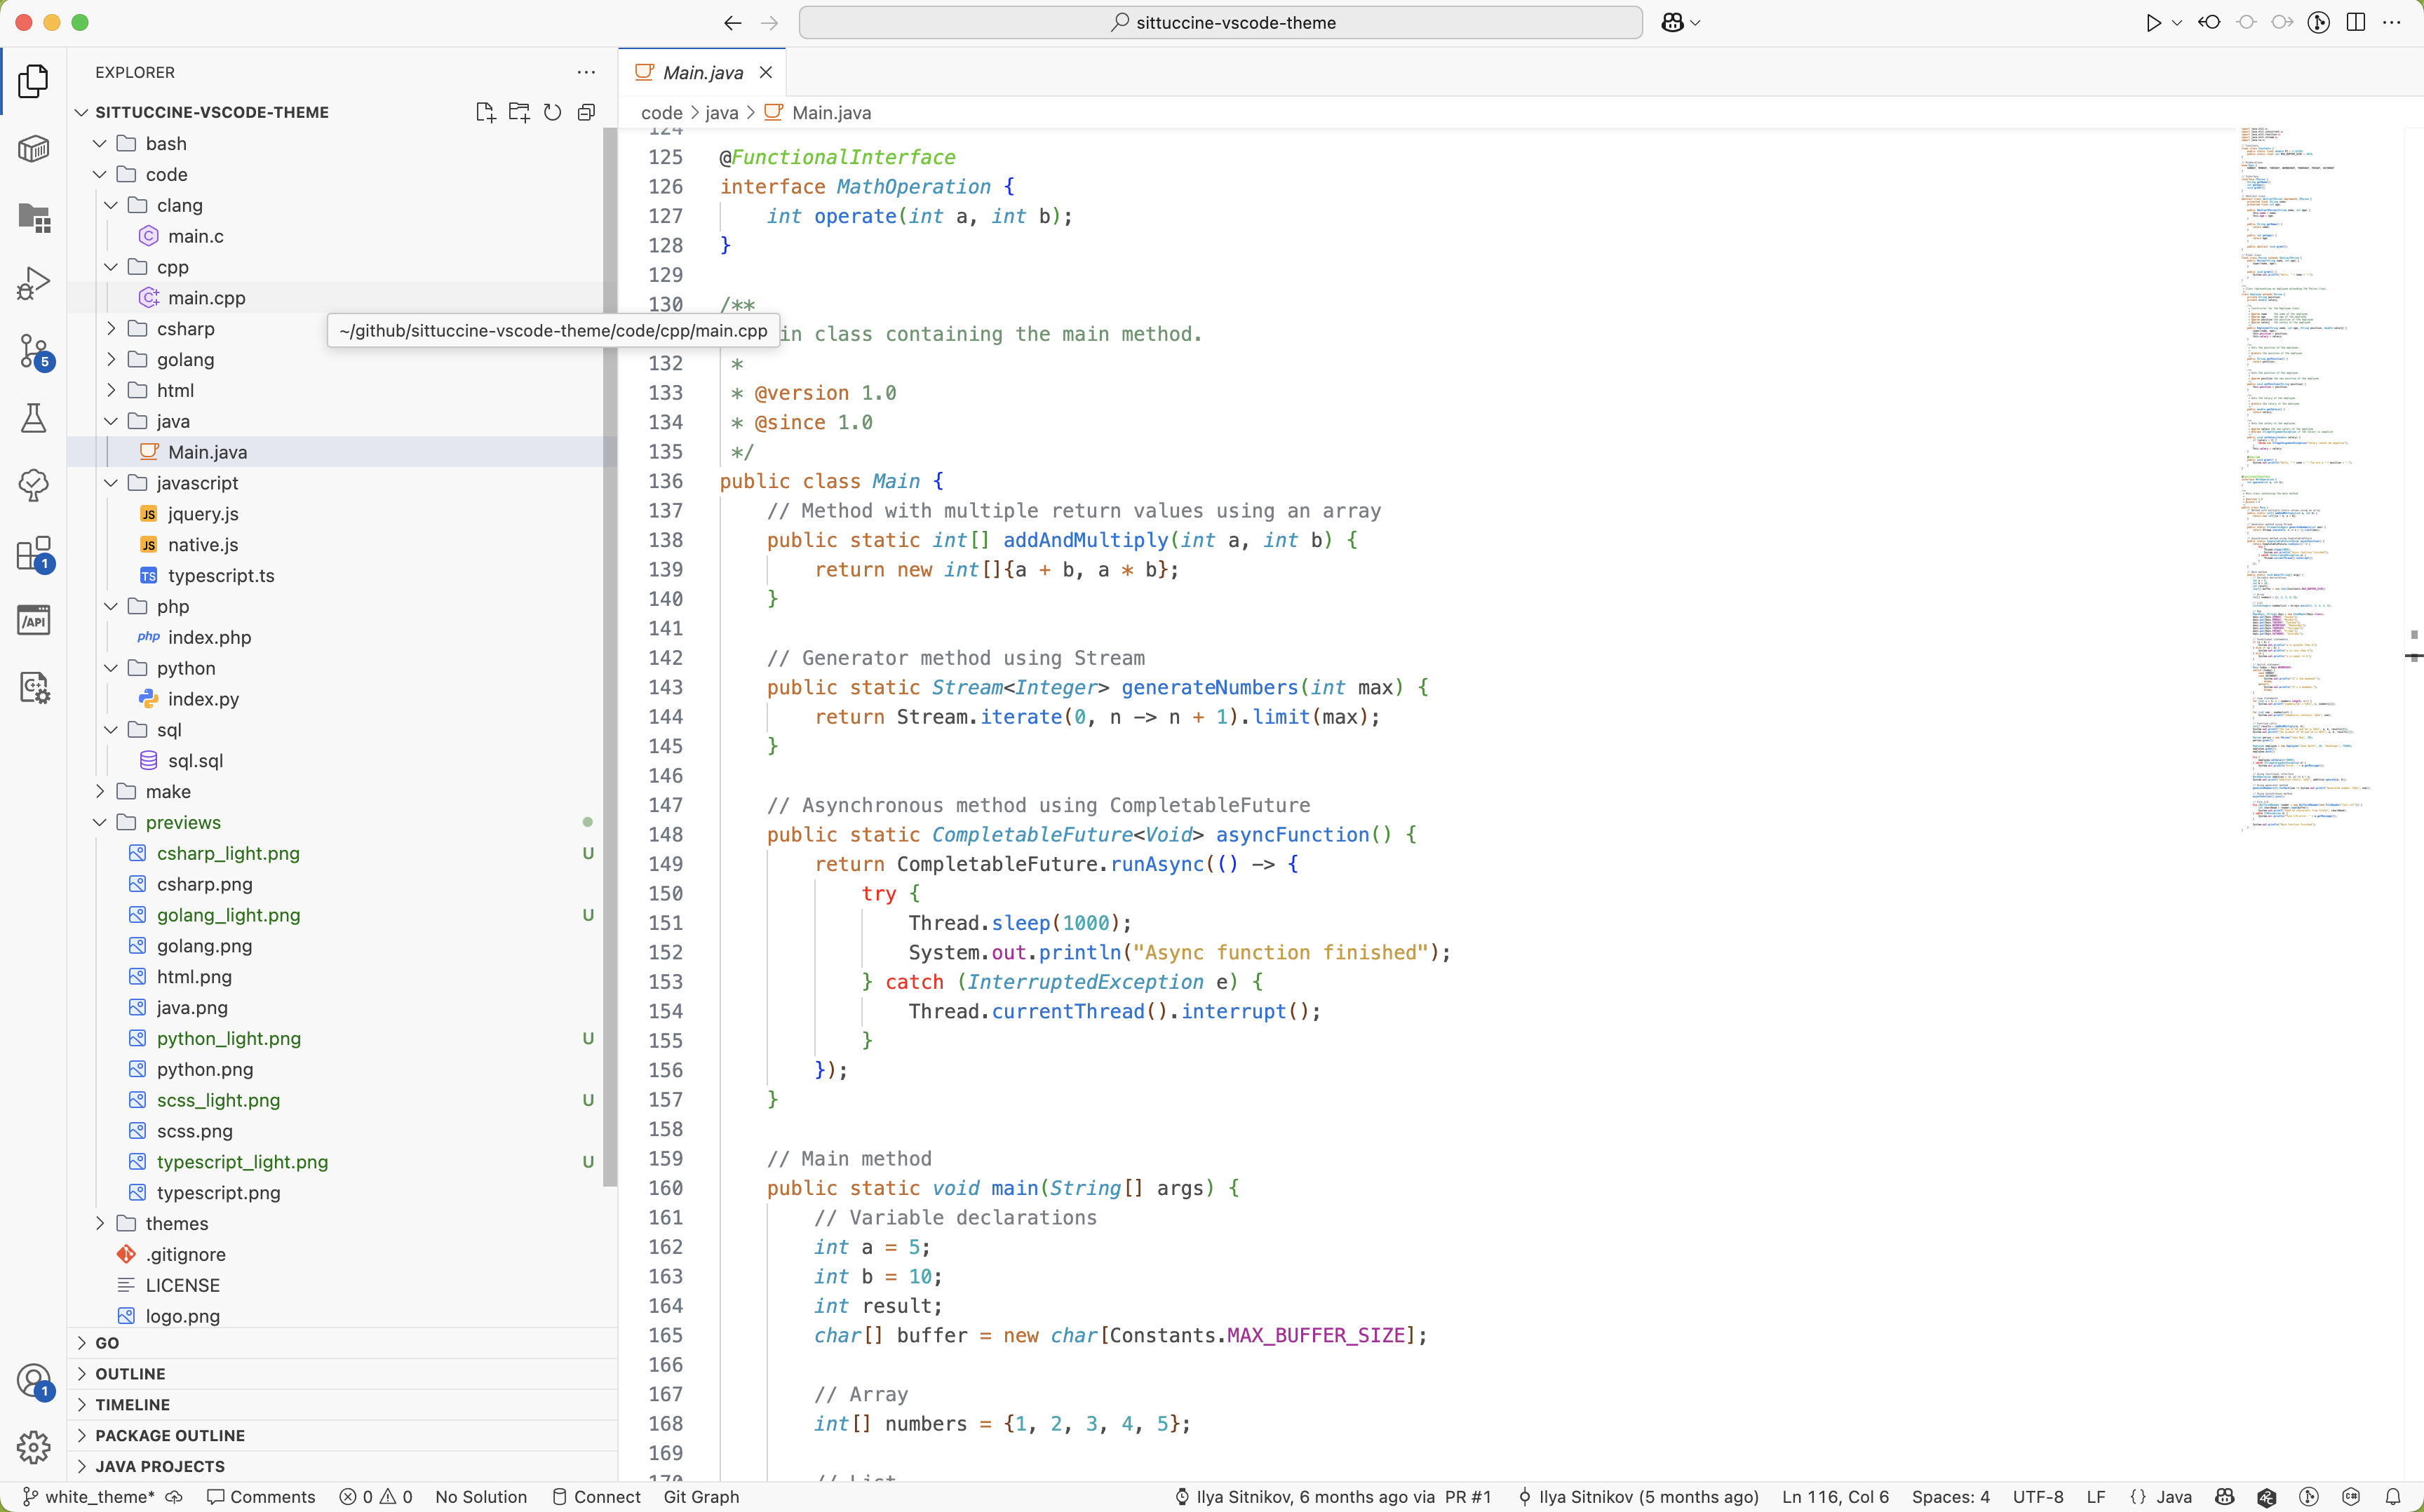 sittuccine-vscode-theme
EXPLORER
SITTUCCINE-VSCODE-THEME
bash
code
clang
main.c
cpp
main.cpp
csharp
golang
html
java
Main.java
javascript
JS jquery.js
JS native.js
TS typescript.ts
php
php index.php
python
index.py
sql
sql.sql
make
previews
csharp_light.png U
csharp.png
golang_light.png U
golang.png
html.png
java.png
python_light.png U
python.png
scss_light.png U
scss.png
typescript_light.png U
typescript.png
themes
.gitignore
LICENSE
logo.png
GO
OUTLINE
TIMELINE
PACKAGE OUTLINE
JAVA PROJECTS
5
1
/API
1
~/github/sittuccine-vscode-theme/code/cpp/main.cpp
Main.java
code > java > Main.java
124
125 @FunctionalInterface
126 interface MathOperation {
127 int operate(int a, int b);
128 }
129
130 /**
in class containing the main method.
132 *
133 * @version 1.0
134 * @since 1.0
135 */
136 public class Main {
137 // Method with multiple return values using an array
138 public static int[] addAndMultiply(int a, int b) {
139 return new int[]{a + b, a * b};
140 }
141
142 // Generator method using Stream
143 public static Stream<Integer> generateNumbers(int max) {
144 return Stream.iterate(0, n -> n + 1).limit(max);
145 }
146
147 // Asynchronous method using CompletableFuture
148 public static CompletableFuture<Void> asyncFunction() {
149 return CompletableFuture.runAsync(() -> {
150 try {
151 Thread.sleep(1000);
152 System.out.println("Async function finished");
153 } catch (InterruptedException e) {
154 Thread.currentThread().interrupt();
155 }
156 });
157 }
158
159 // Main method
160 public static void main(String[] args) {
161 // Variable declarations
162 int a = 5;
163 int b = 10;
164 int result;
165 char[] buffer = new char[Constants.MAX_BUFFER_SIZE];
166
167 // Array
168 int[] numbers = {1, 2, 3, 4, 5};
169
170 // List
white_theme* Comments 0 0 No Solution Connect Git Graph Ilya Sitnikov, 6 months ago via PR #1 Ilya Sitnikov (5 months ago) Ln 116, Col 6 Spaces: 4 UTF-8 LF {} Java